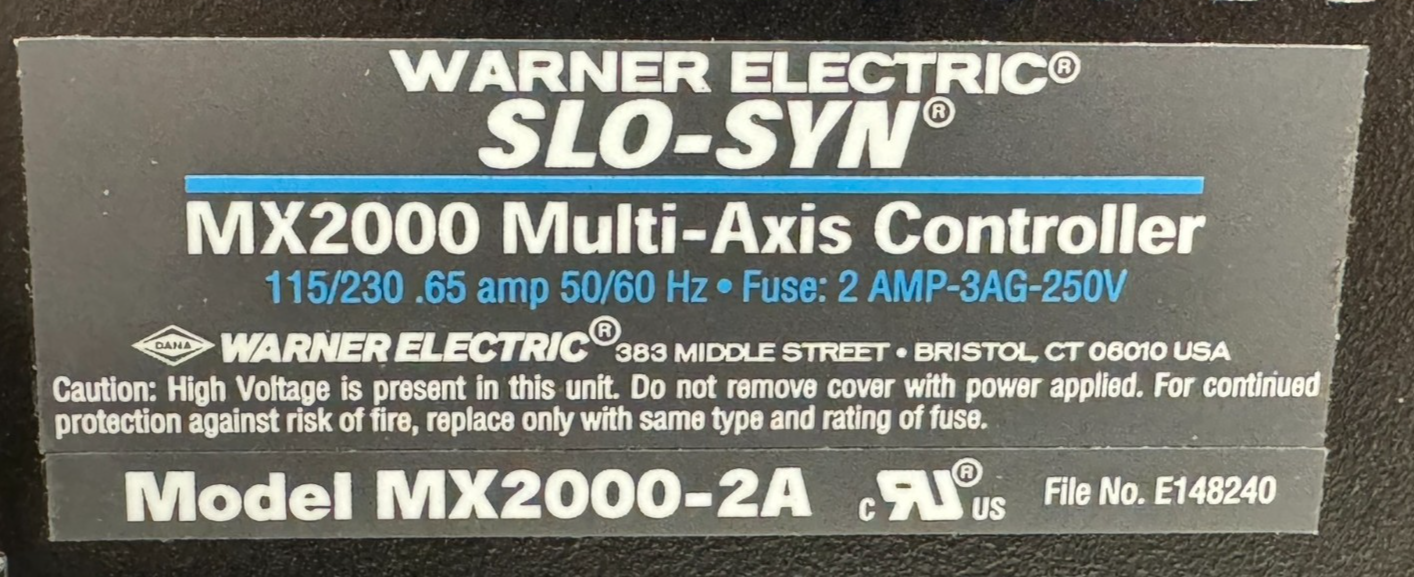 WARNER ELECTRIC®
SLO-SYN®
MX2000 Multi-Axis Controller
115/230 .65 amp 50/60 Hz • Fuse: 2 AMP-3AG-250V
DANA WARNER ELECTRIC® 383 MIDDLE STREET • BRISTOL, CT 06010 USA
Caution: High Voltage is present in this unit. Do not remove cover with power applied. For continued
protection against risk of fire, replace only with same type and rating of fuse.
Model MX2000-2A c RU® US File No. E148240